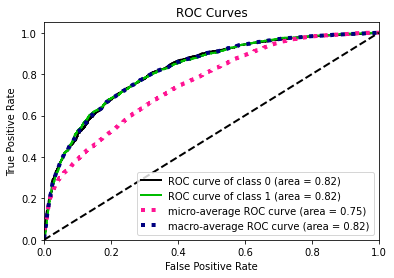 ROC Curves
True Positive Rate
1.0
0.8
0.6
0.4
0.2
0.0
ROC curve of class 0 (area = 0.82)
ROC curve of class 1 (area = 0.82)
micro-average ROC curve (area = 0.75)
macro-average ROC curve (area = 0.82)
0.0 0.2 0.4 0.6 0.8 1.0
False Positive Rate